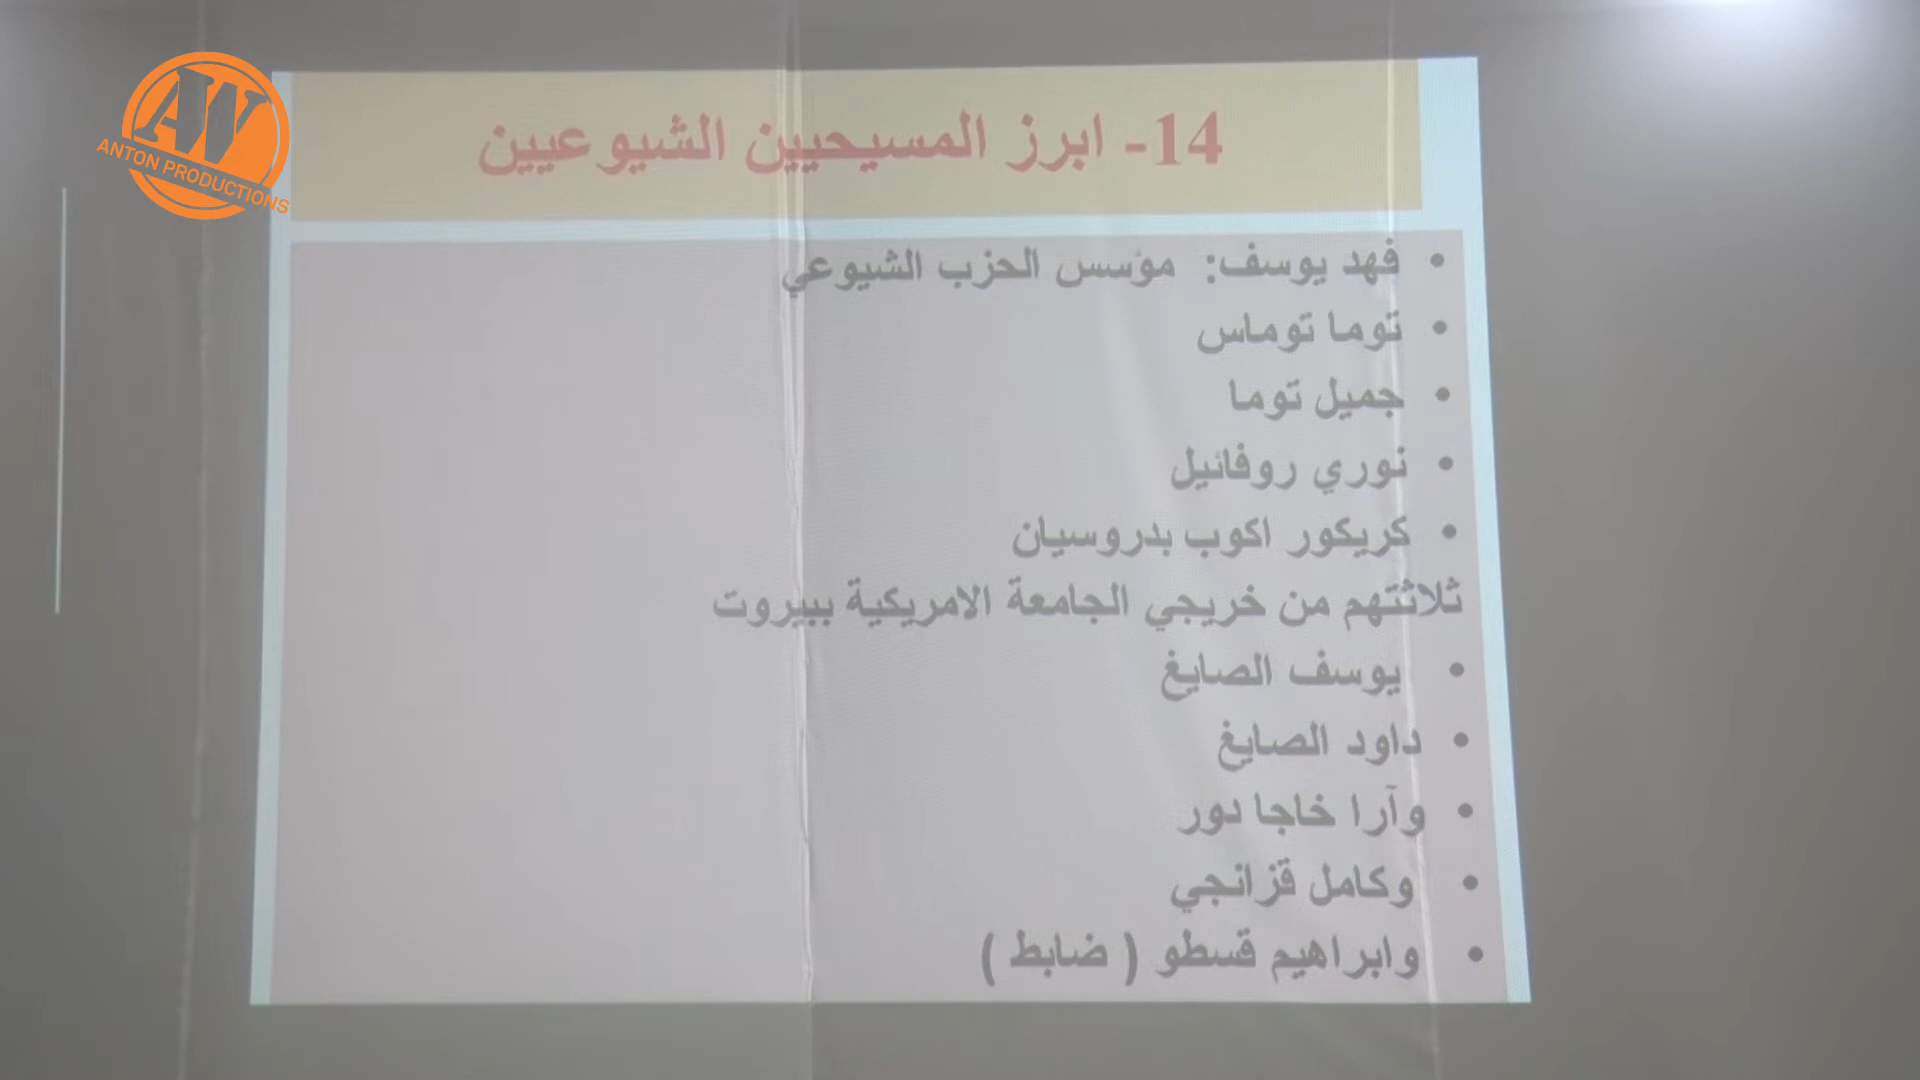 AW
ANTON PRODUCTIONS
14- ابرز المسيحيين الشيوعيين
• فهد يوسف: مؤسس الحزب الشيوعي
• توما توماس
• جميل توما
• نوري روفائيل
• كريكور اكوب بدروسيان
ثلاثتهم من خريجي الجامعة الامريكية ببيروت
• يوسف الصايغ
• داود الصايغ
• وآرا خاجا دور
• وكامل قزانجي
• وابراهيم قسطو ( ضابط )